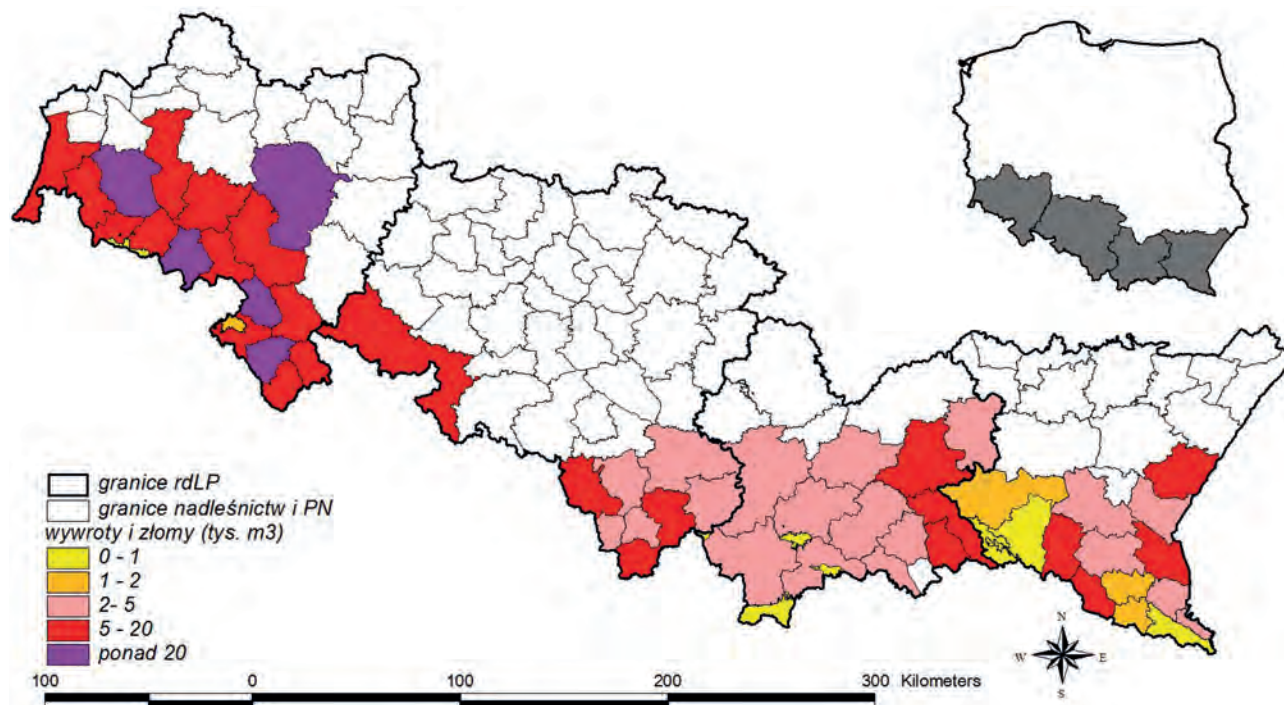 granice rdLP
granice nadleśnictw i PN
wywroty i złomy (tys. m3)
0 - 1
1 - 2
2- 5
5 - 20
ponad 20
N
W E
S
100 0 100 200 300 Kilometers